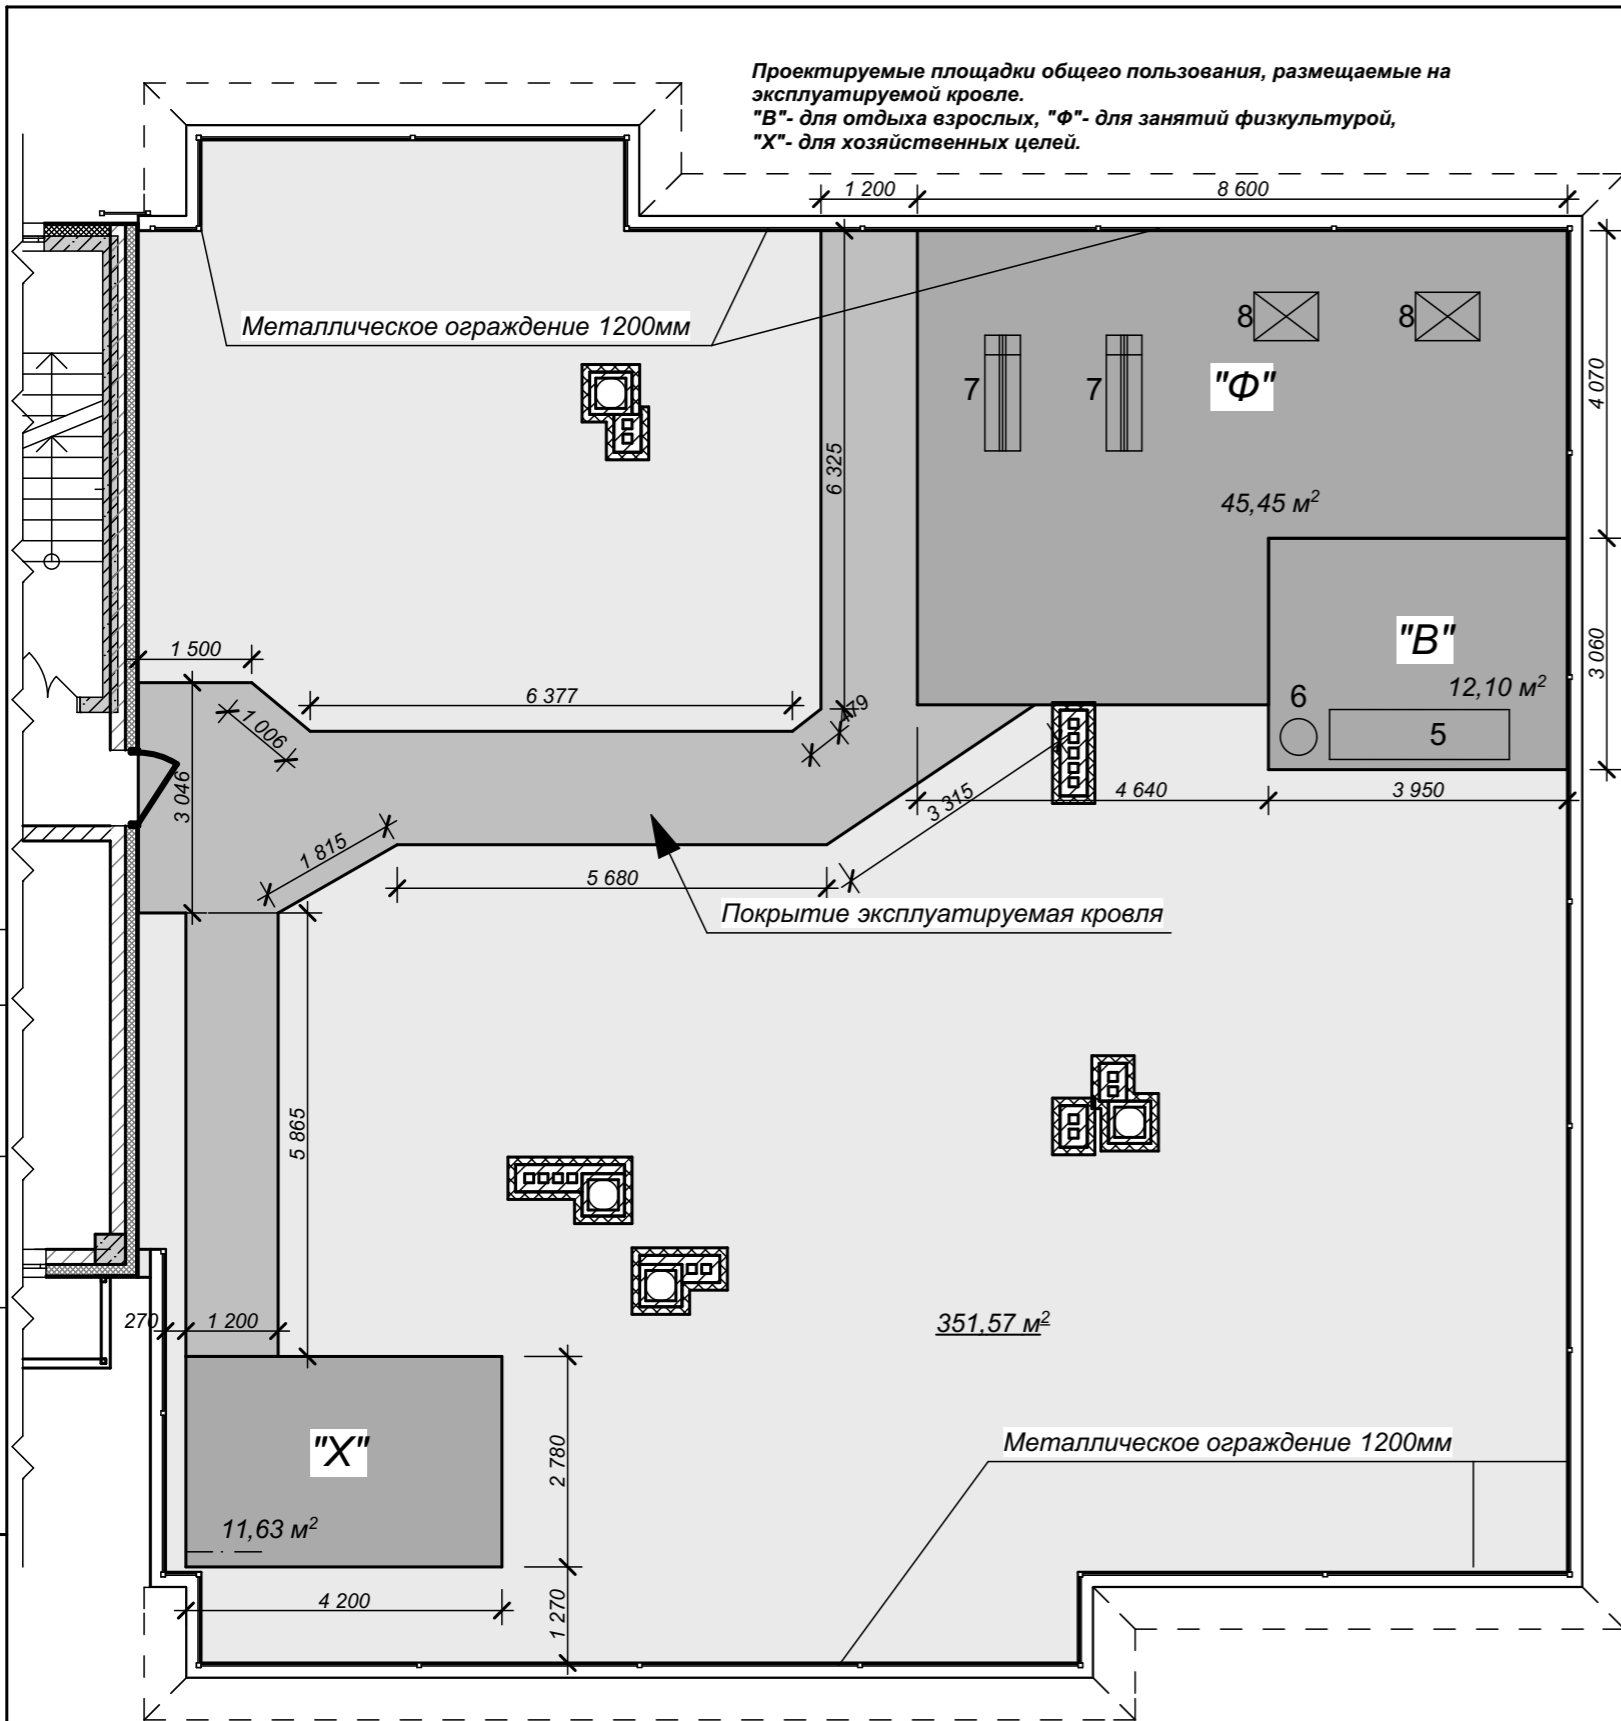 Проектируемые площадки общего пользования, размещаемые на
эксплуатируемой кровле.
"В"- для отдыха взрослых, "Ф"- для занятий физкультурой,
"Х"- для хозяйственных целей.
1 200
8 600
Металлическое ограждение 1200мм
8
8
7
7
"Ф"
4 070
6 325
45,45 м²
"В"
3 060
12,10 м²
1 500
6 377
479
1 006
6
5
3 046
4 640
3 950
3 315
1 815
5 680
Покрытие эксплуатируемая кровля
5 865
270
1 200
351,57 м²
"Х"
2 780
Металлическое ограждение 1200мм
11,63 м²
4 200
1 270